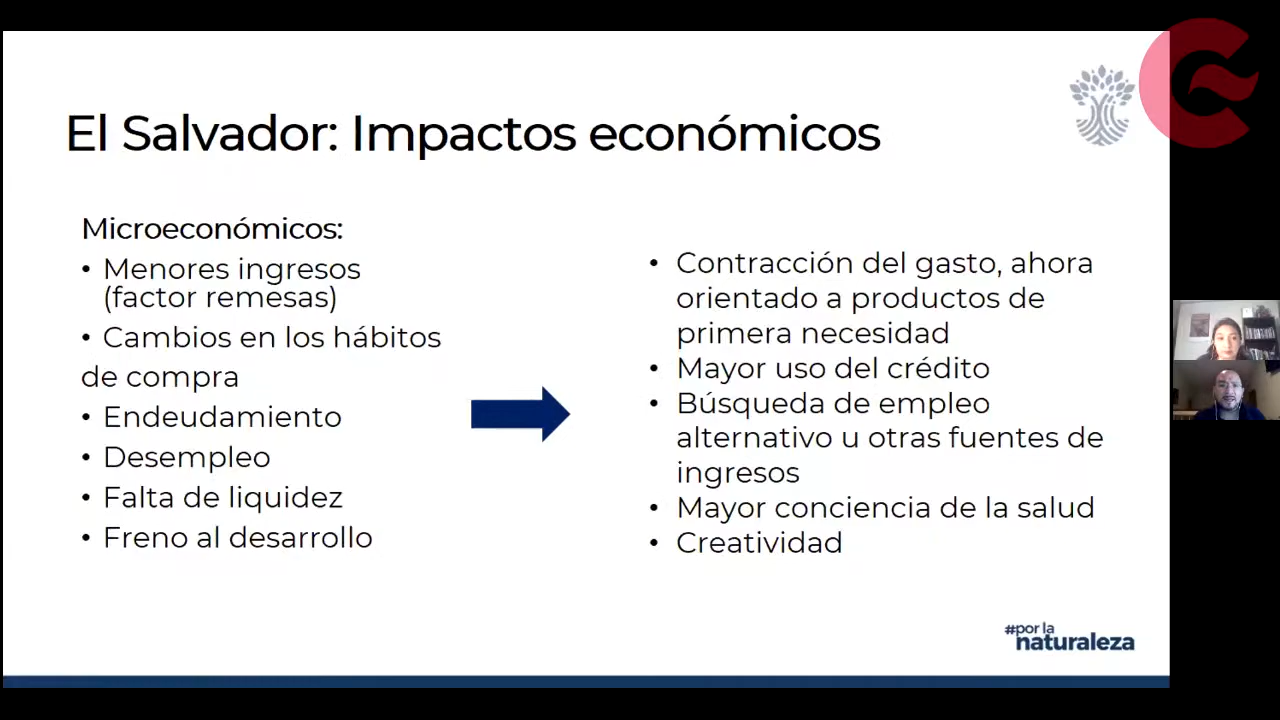 El Salvador: Impactos económicos
Microeconómicos:
• Menores ingresos
(factor remesas)
• Cambios en los hábitos
de compra
• Endeudamiento
• Desempleo
• Falta de liquidez
• Freno al desarrollo
• Contracción del gasto, ahora
orientado a productos de
primera necesidad
• Mayor uso del crédito
• Búsqueda de empleo
alternativo u otras fuentes de
ingresos
• Mayor conciencia de la salud
• Creatividad
#por la
naturaleza